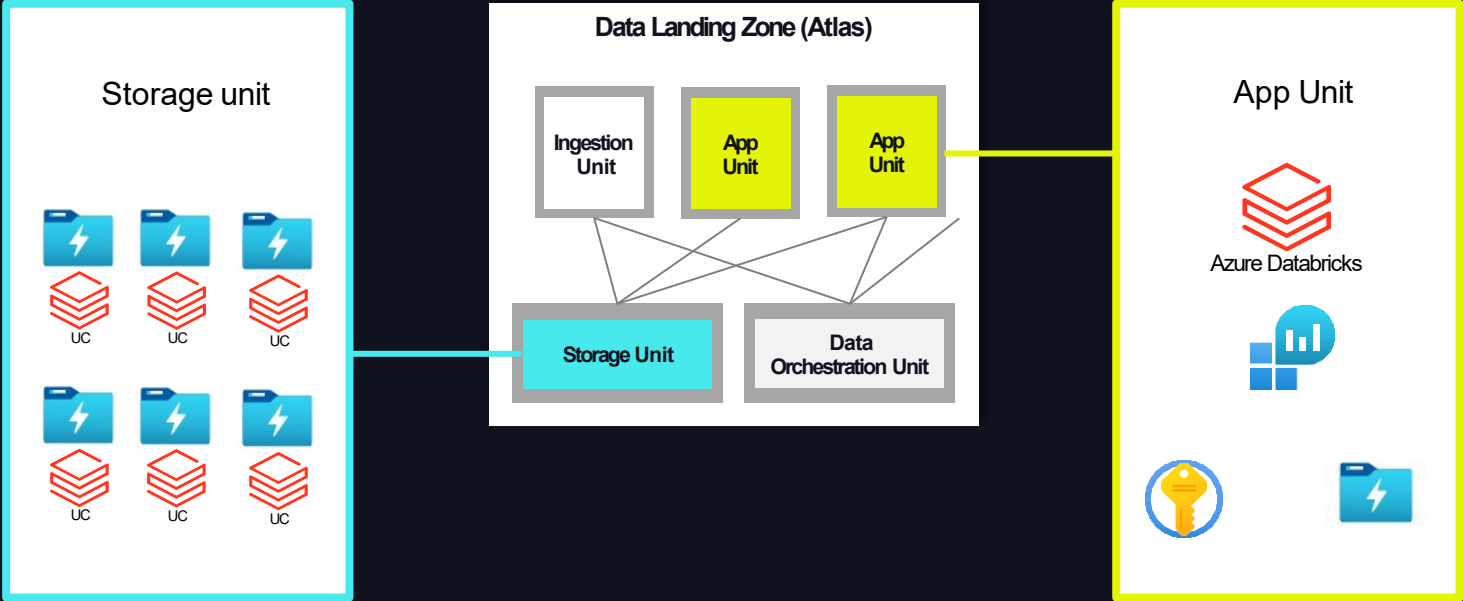 Storage unit
UC
UC
UC
UC
UC
UC
Data Landing Zone (Atlas)
Ingestion
Unit
App
Unit
App
Unit
Storage Unit
Data
Orchestration Unit
App Unit
Azure Databricks